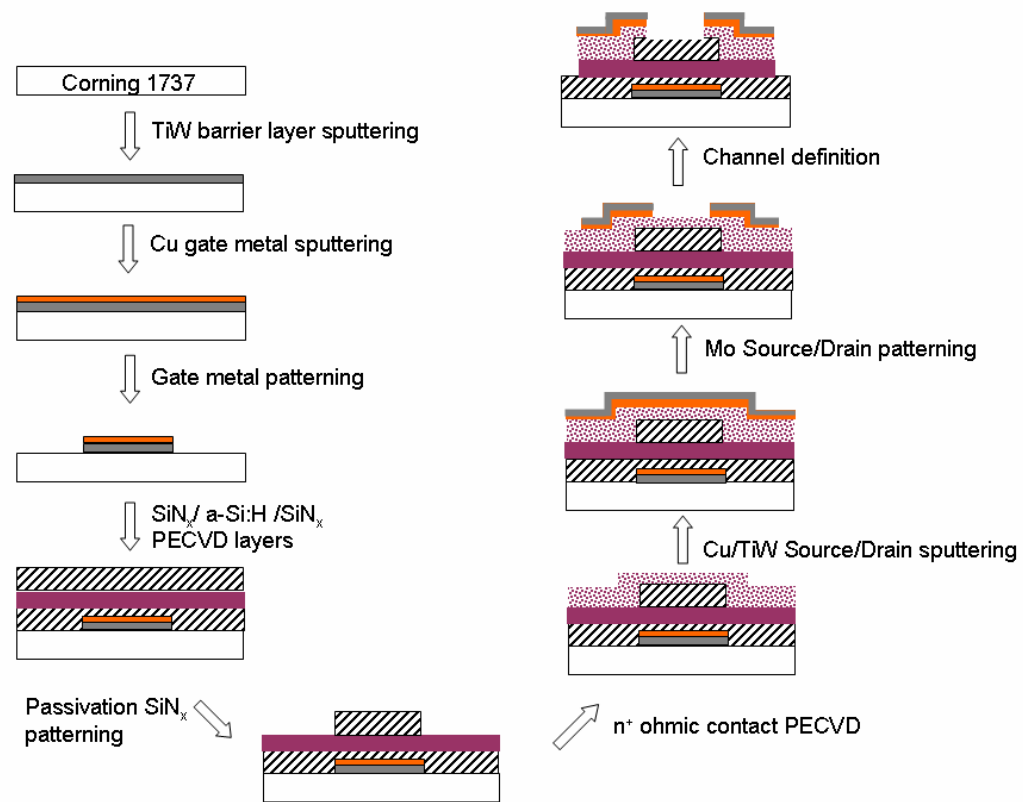 Corning 1737
TiW barrier layer sputtering
Cu gate metal sputtering
Gate metal patterning
SiNₓ/ a-Si:H /SiNₓ
PECVD layers
Passivation SiNₓ
patterning
n⁺ ohmic contact PECVD
Cu/TiW Source/Drain sputtering
Mo Source/Drain patterning
Channel definition